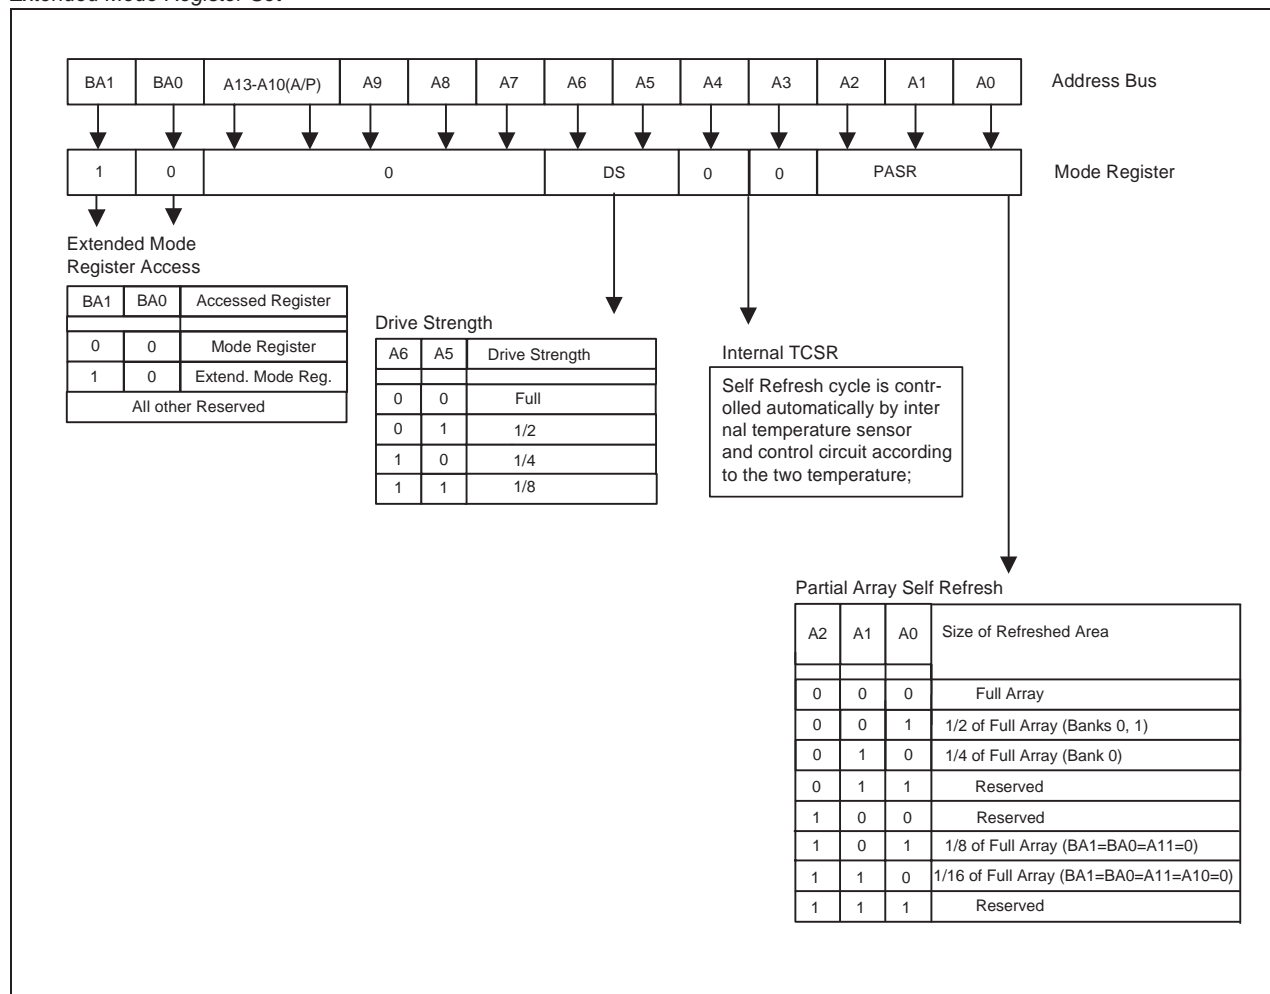 Extended Mode Register Set
BA1 BA0 A13-A10(A/P) A9 A8 A7 A6 A5 A4 A3 A2 A1 A0 Address Bus
1 0 0 DS 0 0 PASR Mode Register
Extended Mode
Register Access
BA1 BA0 Accessed Register
0 0 Mode Register
1 0 Extend. Mode Reg.
All other Reserved
Drive Strength
A6 A5 Drive Strength
0 0 Full
0 1 1/2
1 0 1/4
1 1 1/8
Internal TCSR
Self Refresh cycle is contr-
olled automatically by inter
nal temperature sensor
and control circuit according
to the two temperature;
Partial Array Self Refresh
A2 A1 A0 Size of Refreshed Area
0 0 0 Full Array
0 0 1 1/2 of Full Array (Banks 0, 1)
0 1 0 1/4 of Full Array (Bank 0)
0 1 1 Reserved
1 0 0 Reserved
1 0 1 1/8 of Full Array (BA1=BA0=A11=0)
1 1 0 1/16 of Full Array (BA1=BA0=A11=A10=0)
1 1 1 Reserved